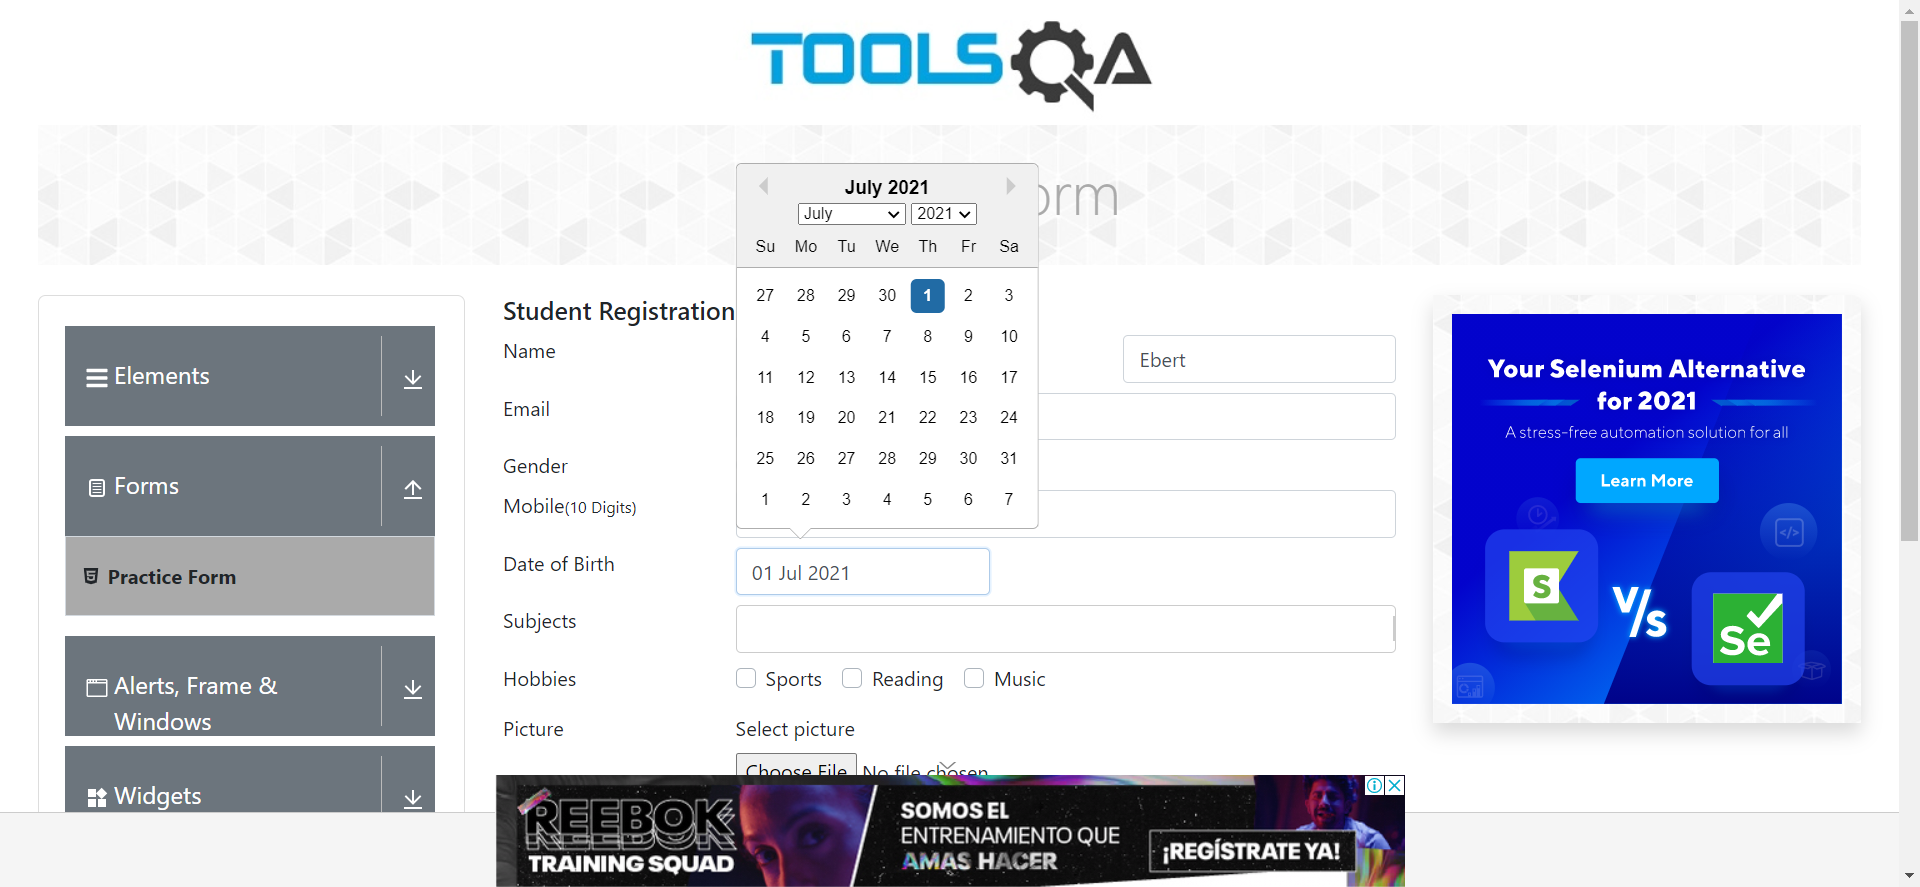 TOOLSQA
orm
July 2021
July 2021
Su Mo Tu We Th Fr Sa
27 28 29 30 1 2 3
4 5 6 7 8 9 10
11 12 13 14 15 16 17
18 19 20 21 22 23 24
25 26 27 28 29 30 31
1 2 3 4 5 6 7
Elements
Forms
Practice Form
Alerts, Frame &
Windows
Widgets
Student Registration
Name
Ebert
Email
Gender
Mobile(10 Digits)
Date of Birth
01 Jul 2021
Subjects
Hobbies
Sports Reading Music
Picture
Select picture
Choose File No file chosen
Your Selenium Alternative
for 2021
A stress-free automation solution for all
Learn More
</>
S
V/s
Se
REEBOK
TRAINING SQUAD
SOMOS EL
ENTRENAMIENTO QUE
AMAS HACER
¡REGÍSTRATE YA!